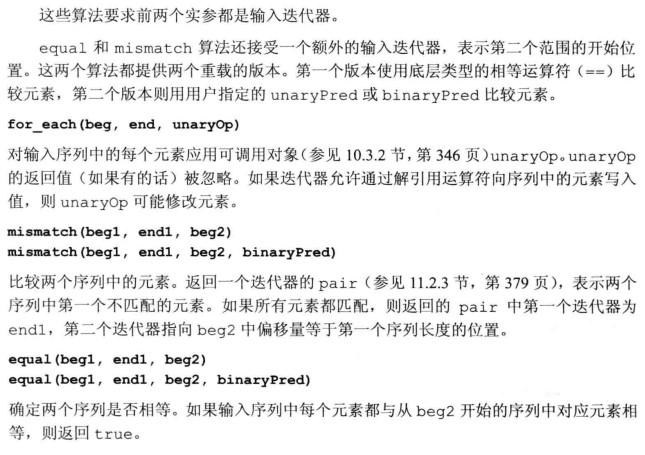 这些算法要求前两个实参都是输入迭代器。
equal 和 mismatch 算法还接受一个额外的输入迭代器，表示第二个范围的开始位
置。这两个算法都提供两个重载的版本。第一个版本使用底层类型的相等运算符（==）比
较元素，第二个版本则用用户指定的 unaryPred 或 binaryPred 比较元素。
for_each(beg, end, unaryOp)
对输入序列中的每个元素应用可调用对象（参见 10.3.2 节，第 346 页）unaryOp。unaryOp
的返回值（如果有的话）被忽略。如果迭代器允许通过解引用运算符向序列中的元素写入
值，则 unaryOp 可能修改元素。
mismatch(beg1, end1, beg2)
mismatch(beg1, end1, beg2, binaryPred)
比较两个序列中的元素。返回一个迭代器的 pair（参见 11.2.3 节，第 379 页），表示两个
序列中第一个不匹配的元素。如果所有元素都匹配，则返回的 pair 中第一个迭代器为
end1，第二个迭代器指向 beg2 中偏移量等于第一个序列长度的位置。
equal(beg1, end1, beg2)
equal(beg1, end1, beg2, binaryPred)
确定两个序列是否相等。如果输入序列中每个元素都与从 beg2 开始的序列中对应元素相
等，则返回 true。